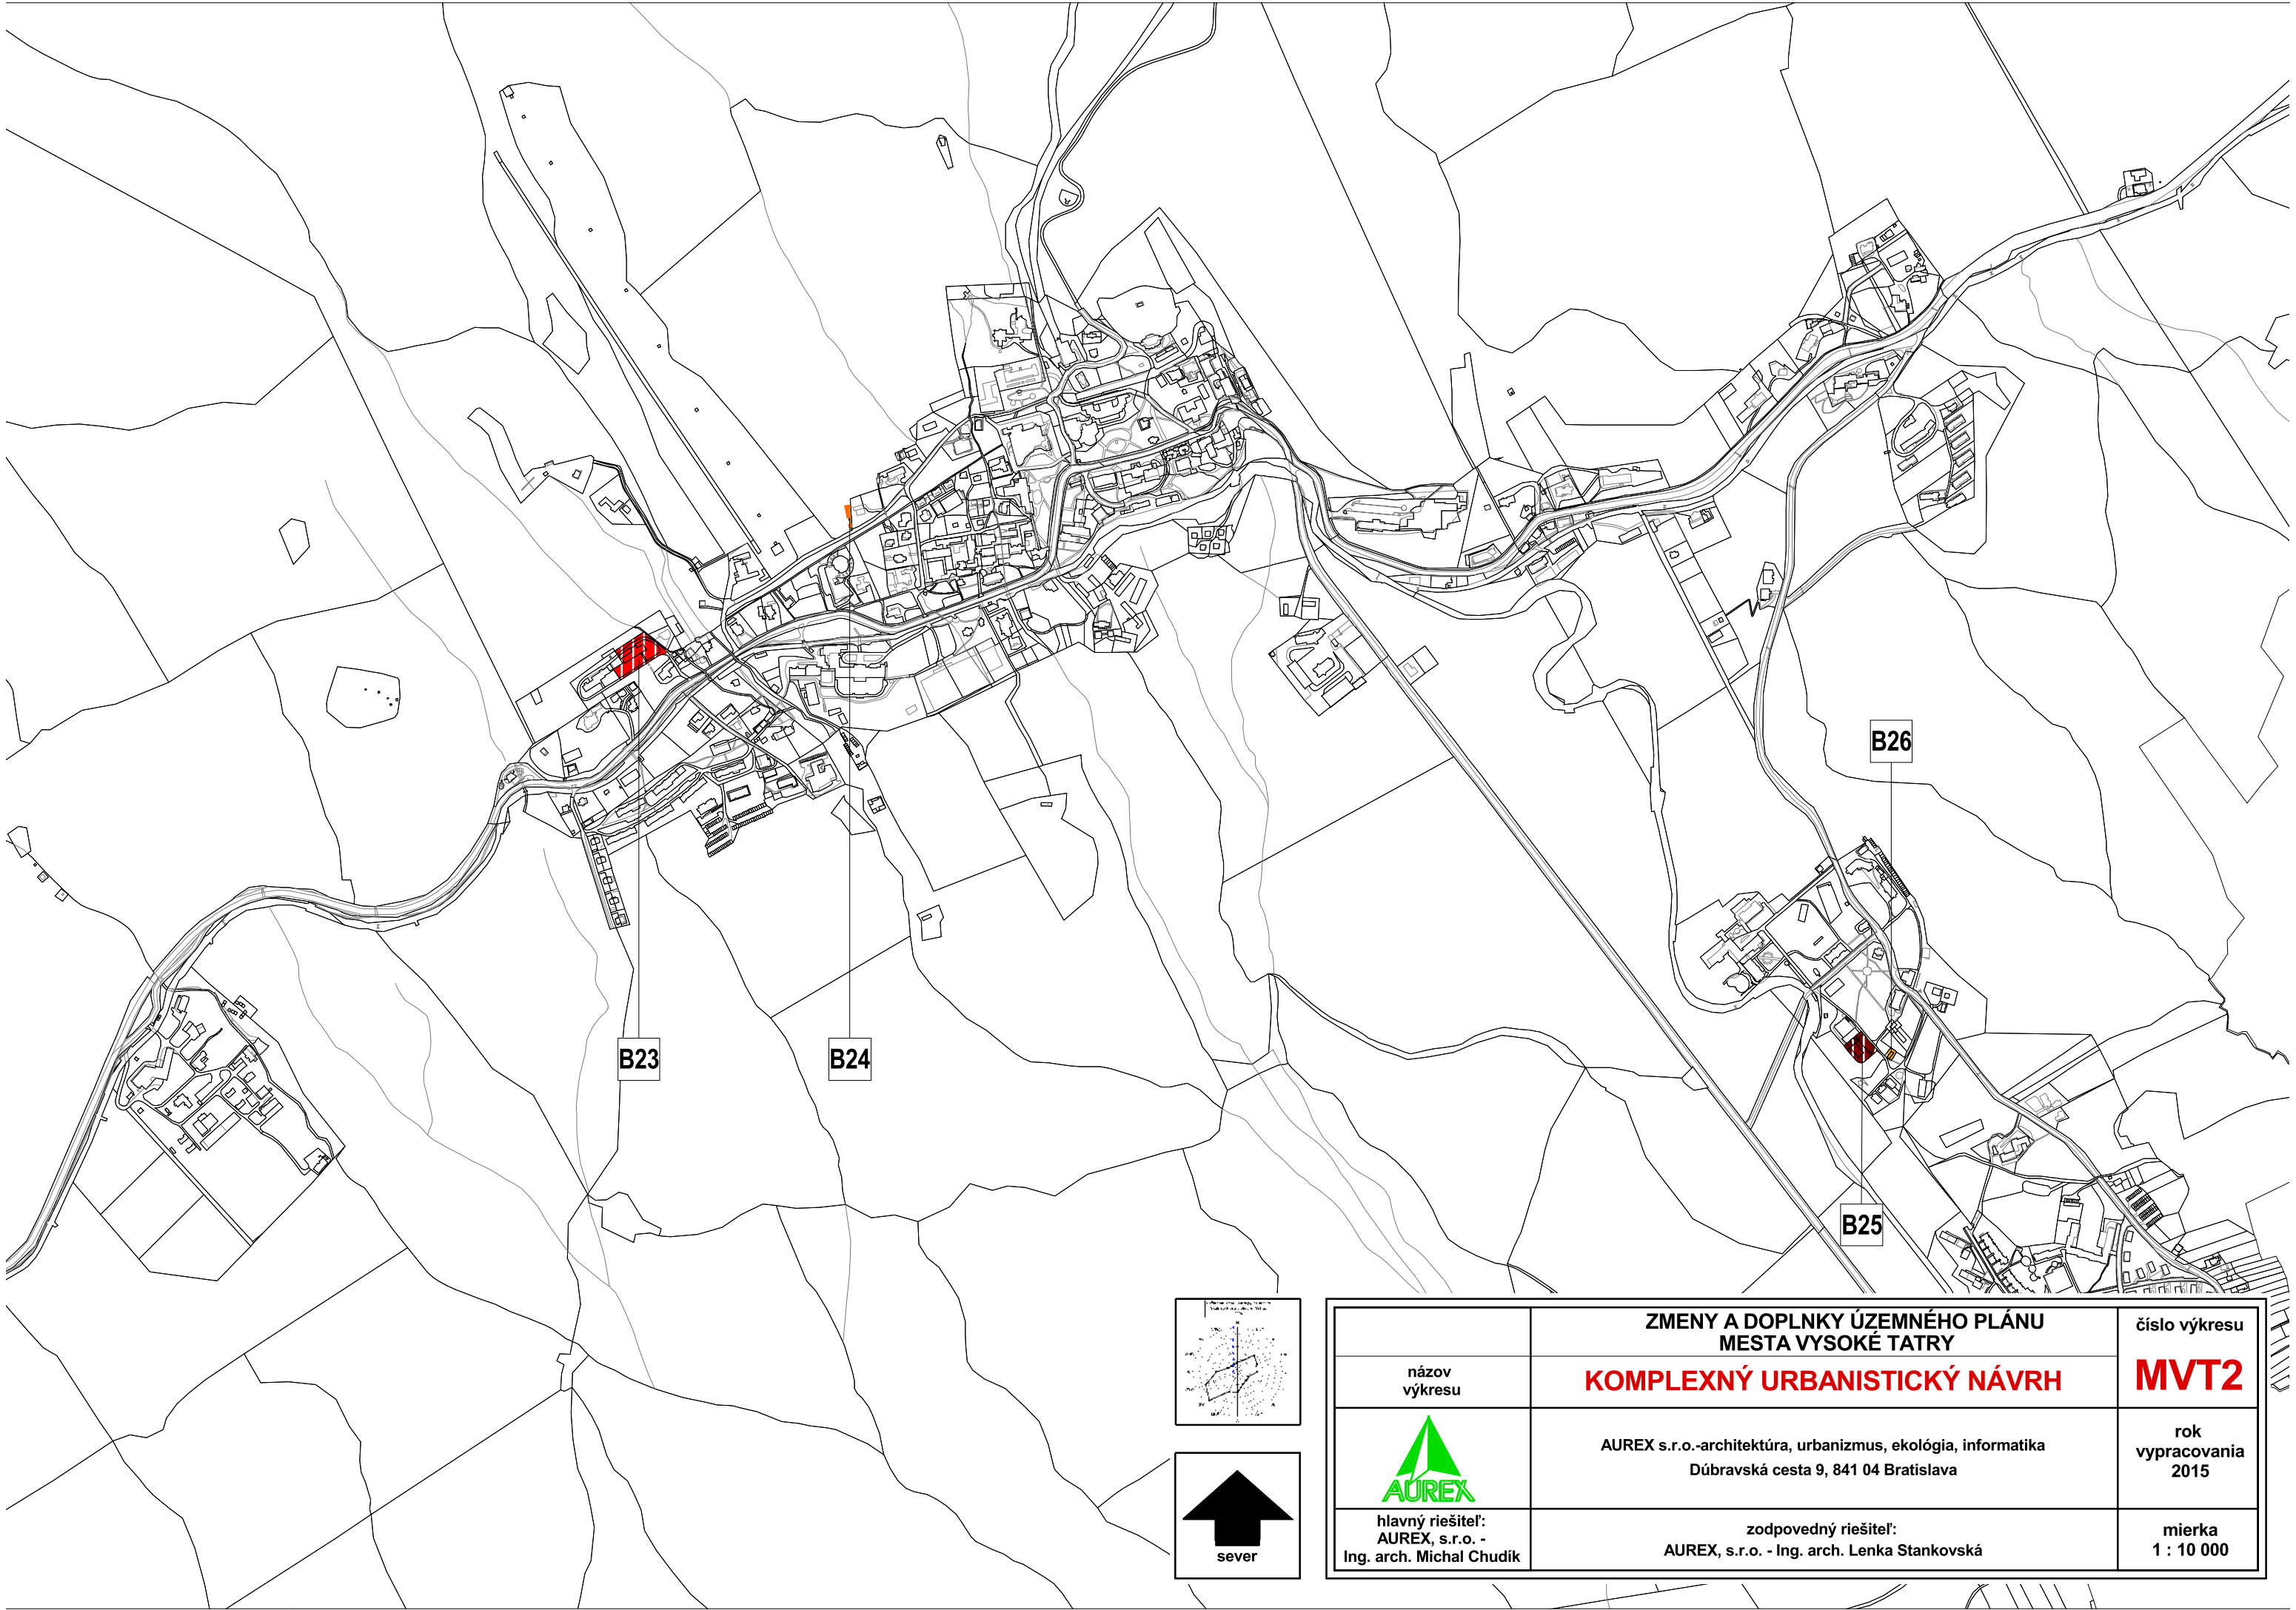 B26
B23
B24
B25
ZMENY A DOPLNKY ÚZEMNÉHO PLÁNU
MESTA VYSOKÉ TATRY
číslo výkresu
názov
výkresu
KOMPLEXNÝ URBANISTICKÝ NÁVRH
MVT2
AUREX
AUREX s.r.o.-architektúra, urbanizmus, ekológia, informatika
Dúbravská cesta 9, 841 04 Bratislava
rok
vypracovania
2015
hlavný riešiteľ:
AUREX, s.r.o. -
Ing. arch. Michal Chudík
zodpovedný riešiteľ:
AUREX, s.r.o. - Ing. arch. Lenka Stankovská
mierka
1 : 10 000
sever